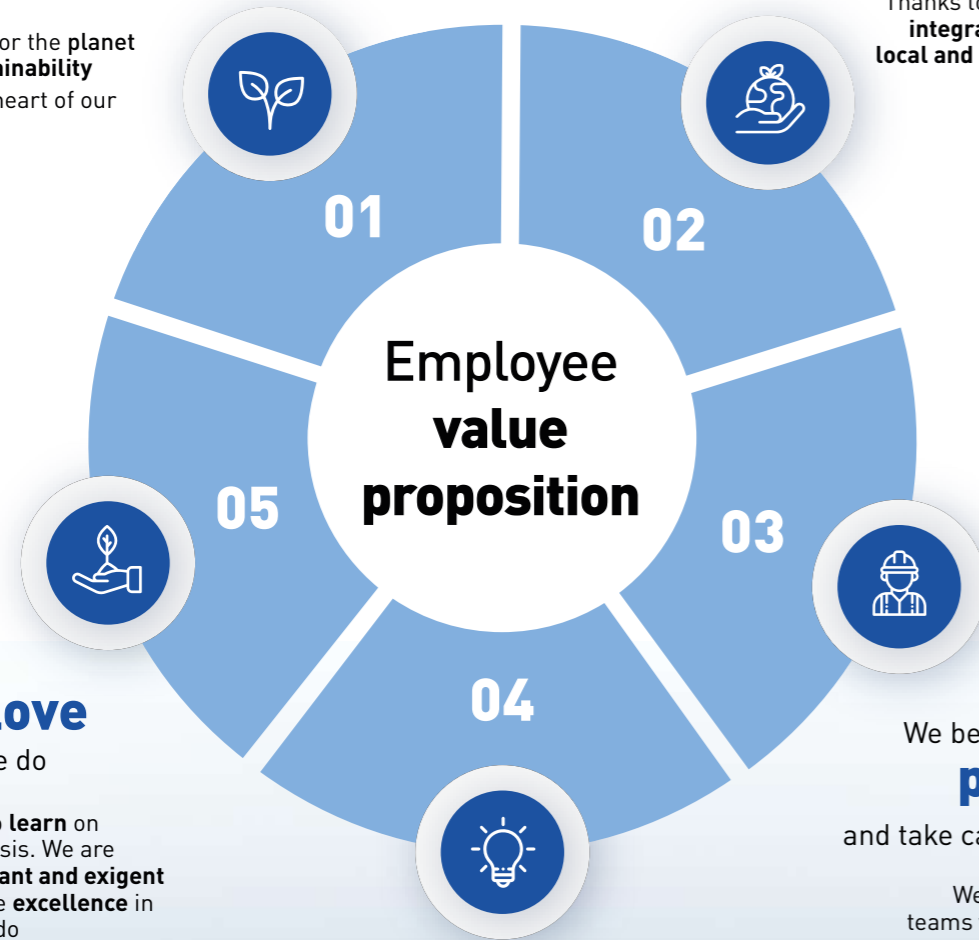 or the planet
heart of our
Thanks
integra
local and
01
02
Employee
value
proposition
05
03
04
ove
e do
learn on
sis. We are
ant and exigent
e excellence in
do
We be
p
and take ca
We
teams